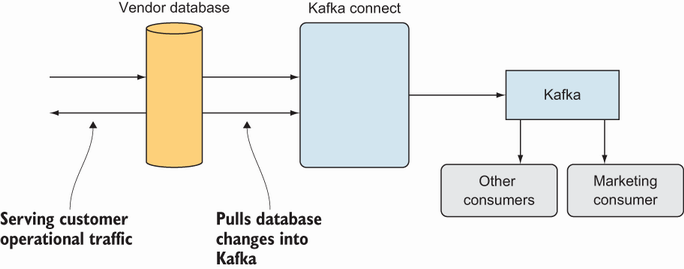 Vendor database
Kafka connect
Kafka
Other
consumers
Marketing
consumer
Serving customer
operational traffic
Pulls database
changes into
Kafka